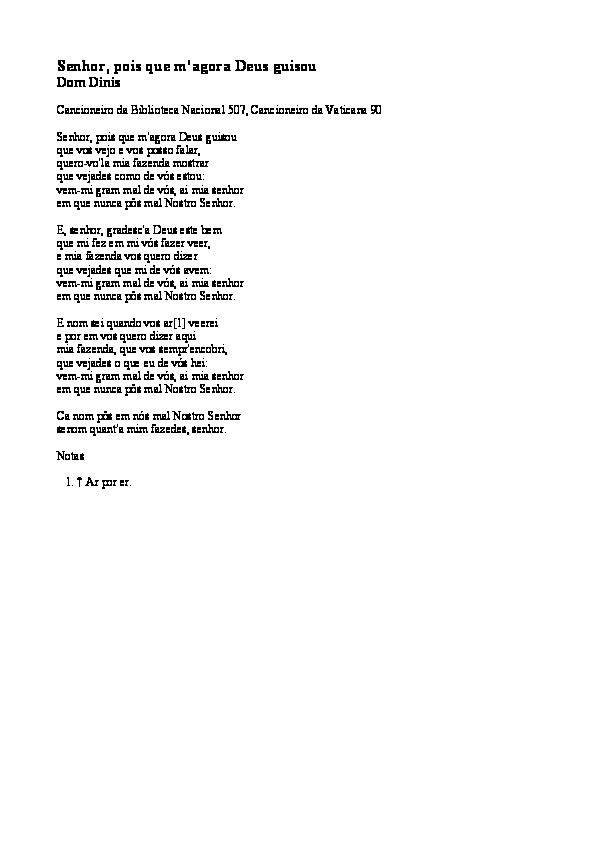 Senhor, pois que m'agora Deus guisou
Dom Dinis
Cancioneiro da Biblioteca Nacional 507, Cancioneiro da Vaticana 90
Senhor, pois que m'agora Deus guisou
que vos vejo e vos posso falar,
quero-vo'la mia fazenda mostrar
que vejades como de vós estou:
vem-mi gram mal de vós, ai mia senhor
em que nunca pôs mal Nostro Senhor.
E, senhor, gradesc'a Deus este bem
que mi fez em mi vós fazer veer,
e mia fazenda vos quero dizer
que vejades que mi de vós avem:
vem-mi gram mal de vós, ai mia senhor
em que nunca pôs mal Nostro Senhor.
E nom sei quando vos ar[1] veerei
e por em vos quero dizer aqui
mia fazenda, que vos sempr'encobri,
que vejades o que eu de vós hei:
vem-mi gram mal de vós, ai mia senhor
em que nunca pôs mal Nostro Senhor.
Ca nom pôs em nós mal Nostro Senhor
senom quant'a mim fazedes, senhor.
Notas
1. ↑ Ar por er.